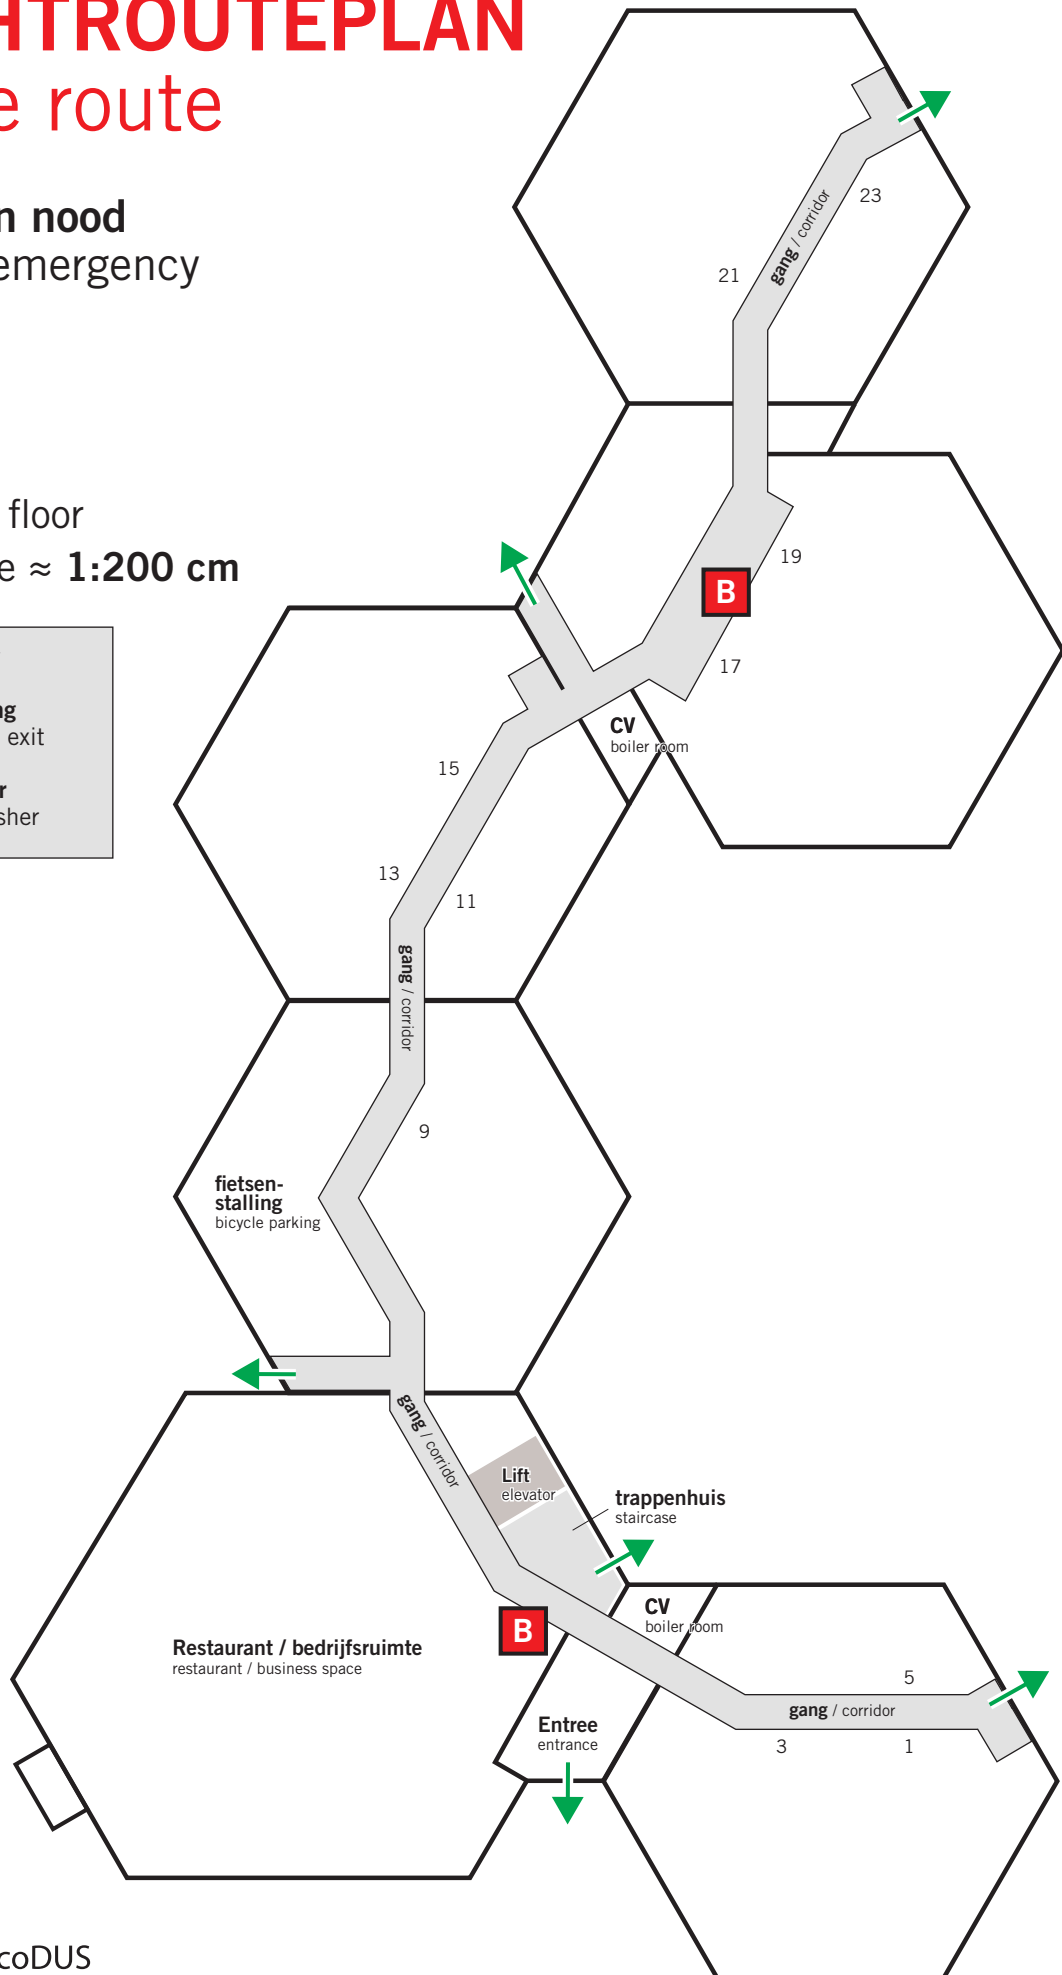 HTROUTEPLAN
e route
n nood
emergency
floor
e ≈ 1:200 cm
ng
exit
r
sher
23
gang / corridor
21
19
B
17
CV
boiler room
15
13
11
gang / corridor
9
fietsen-
stalling
bicycle parking
gang / corridor
Lift
elevator
trappenhuis
staircase
CV
boiler room
B
Restaurant / bedrijfsruimte
restaurant / business space
5
gang / corridor
Entree
entrance
3
1
coDUS